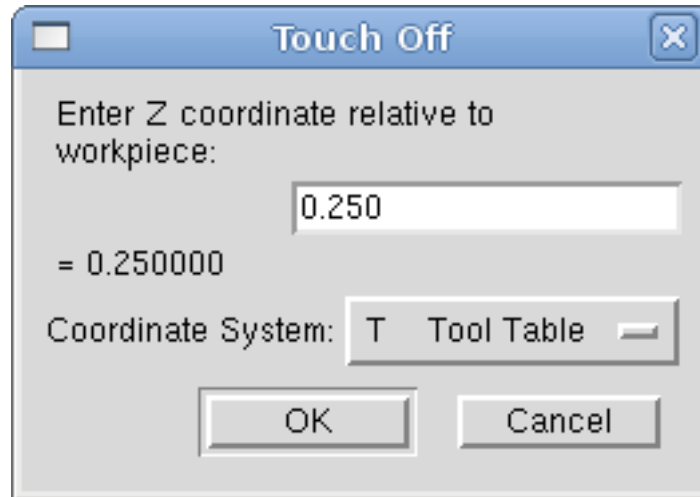 Touch Off
Enter Z coordinate relative to
workpiece:
0.250
= 0.250000
Coordinate System: T Tool Table
OK Cancel